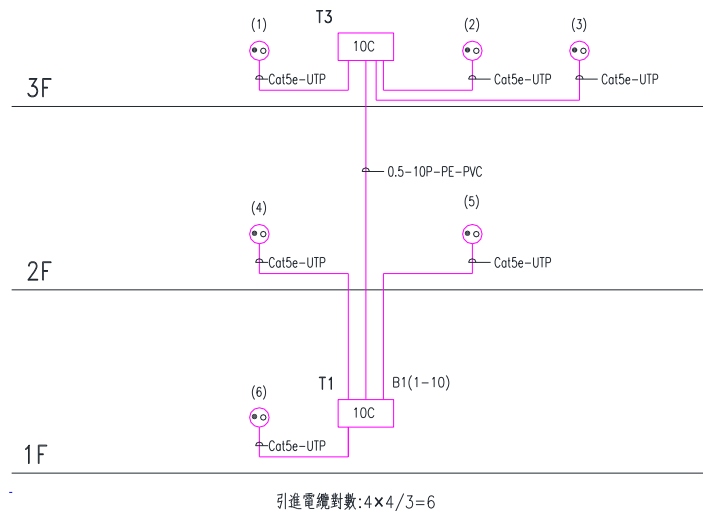 T3
(1)
10C
(2)
(3)
Cat5e-UTP
Cat5e-UTP
Cat5e-UTP
3F
0.5-10P-PE-PVC
(4)
(5)
Cat5e-UTP
Cat5e-UTP
2F
T1
B1(1-10)
(6)
10C
Cat5e-UTP
1F
引進電纜對數:4×4/3=6